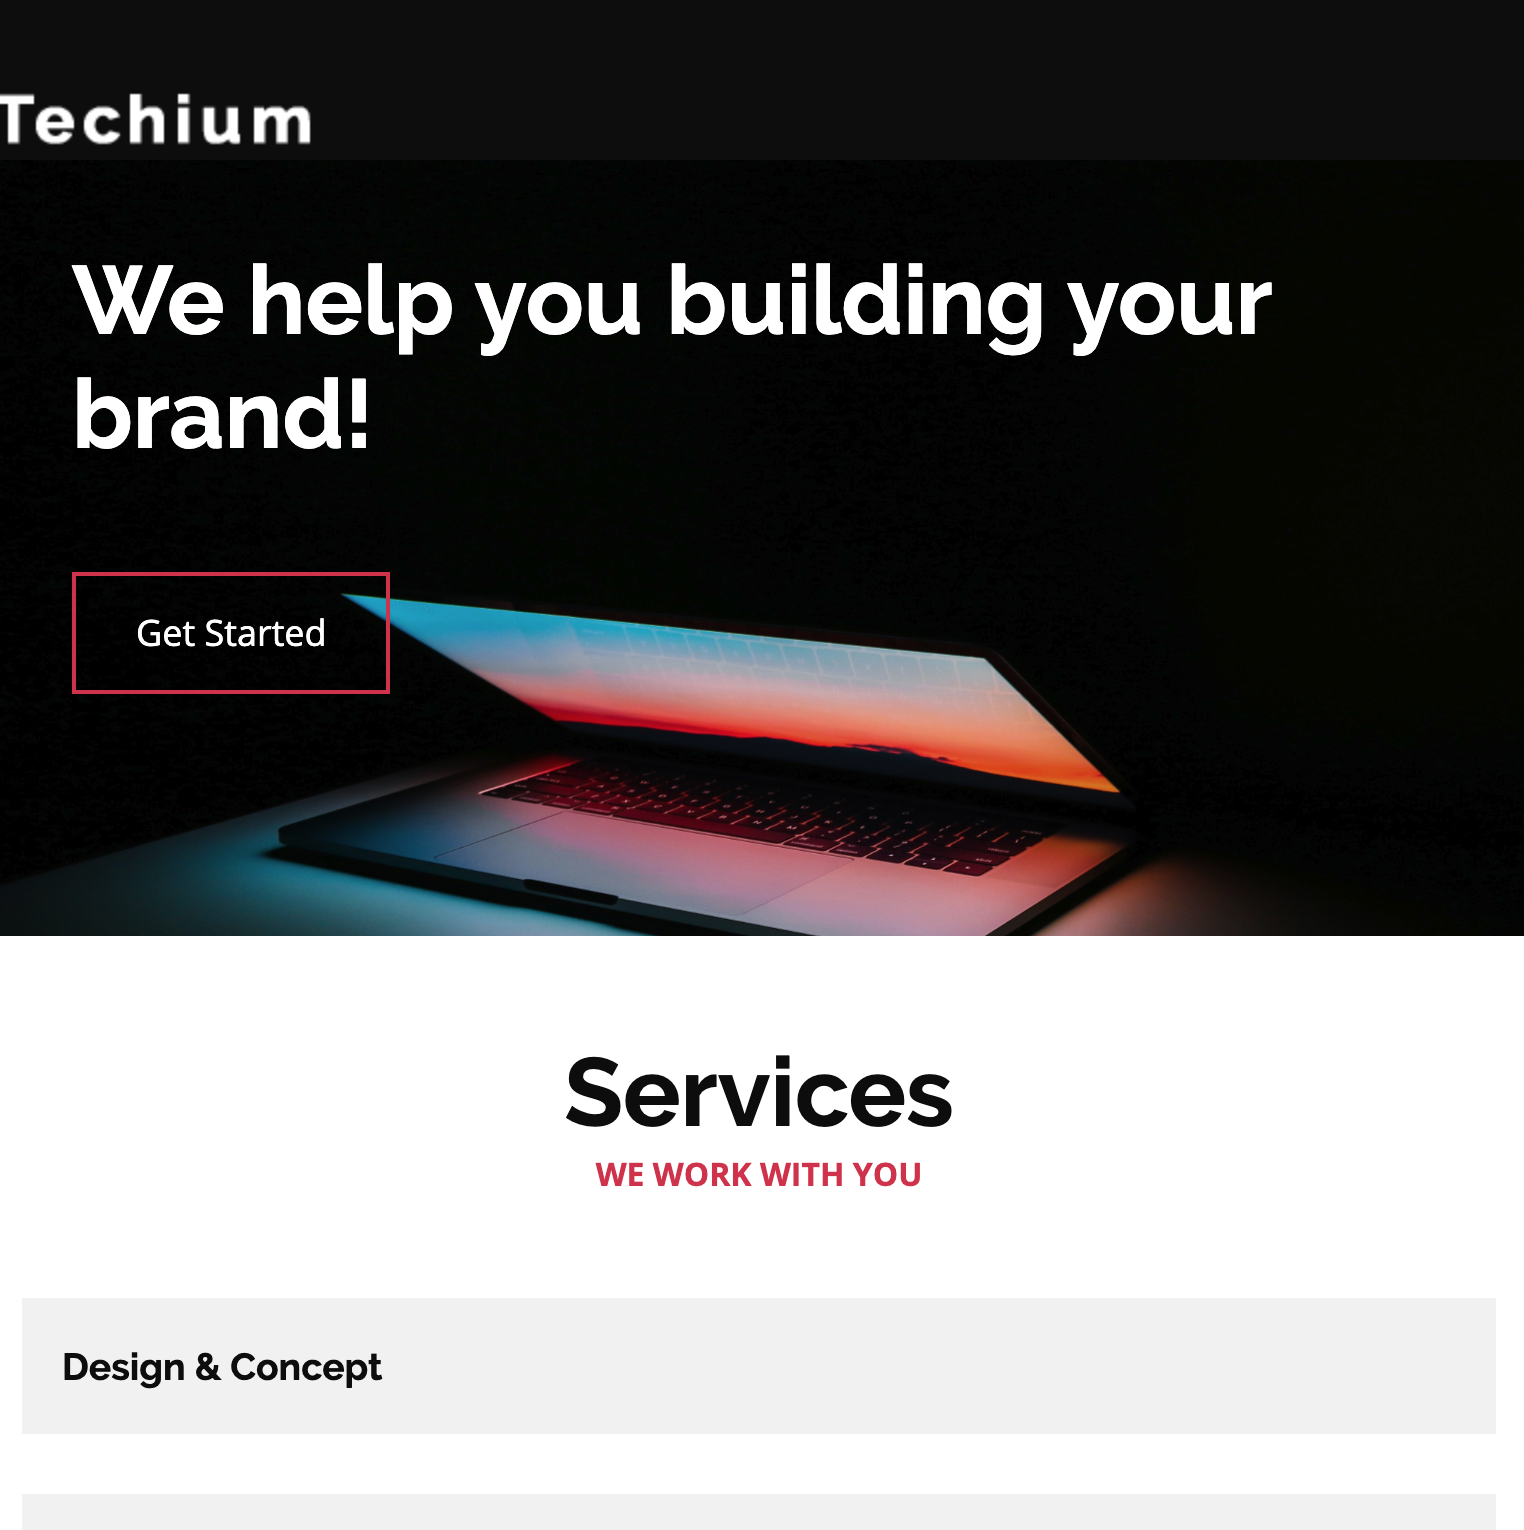 Techium
We help you building your
brand!
Get Started
Services
WE WORK WITH YOU
Design & Concept